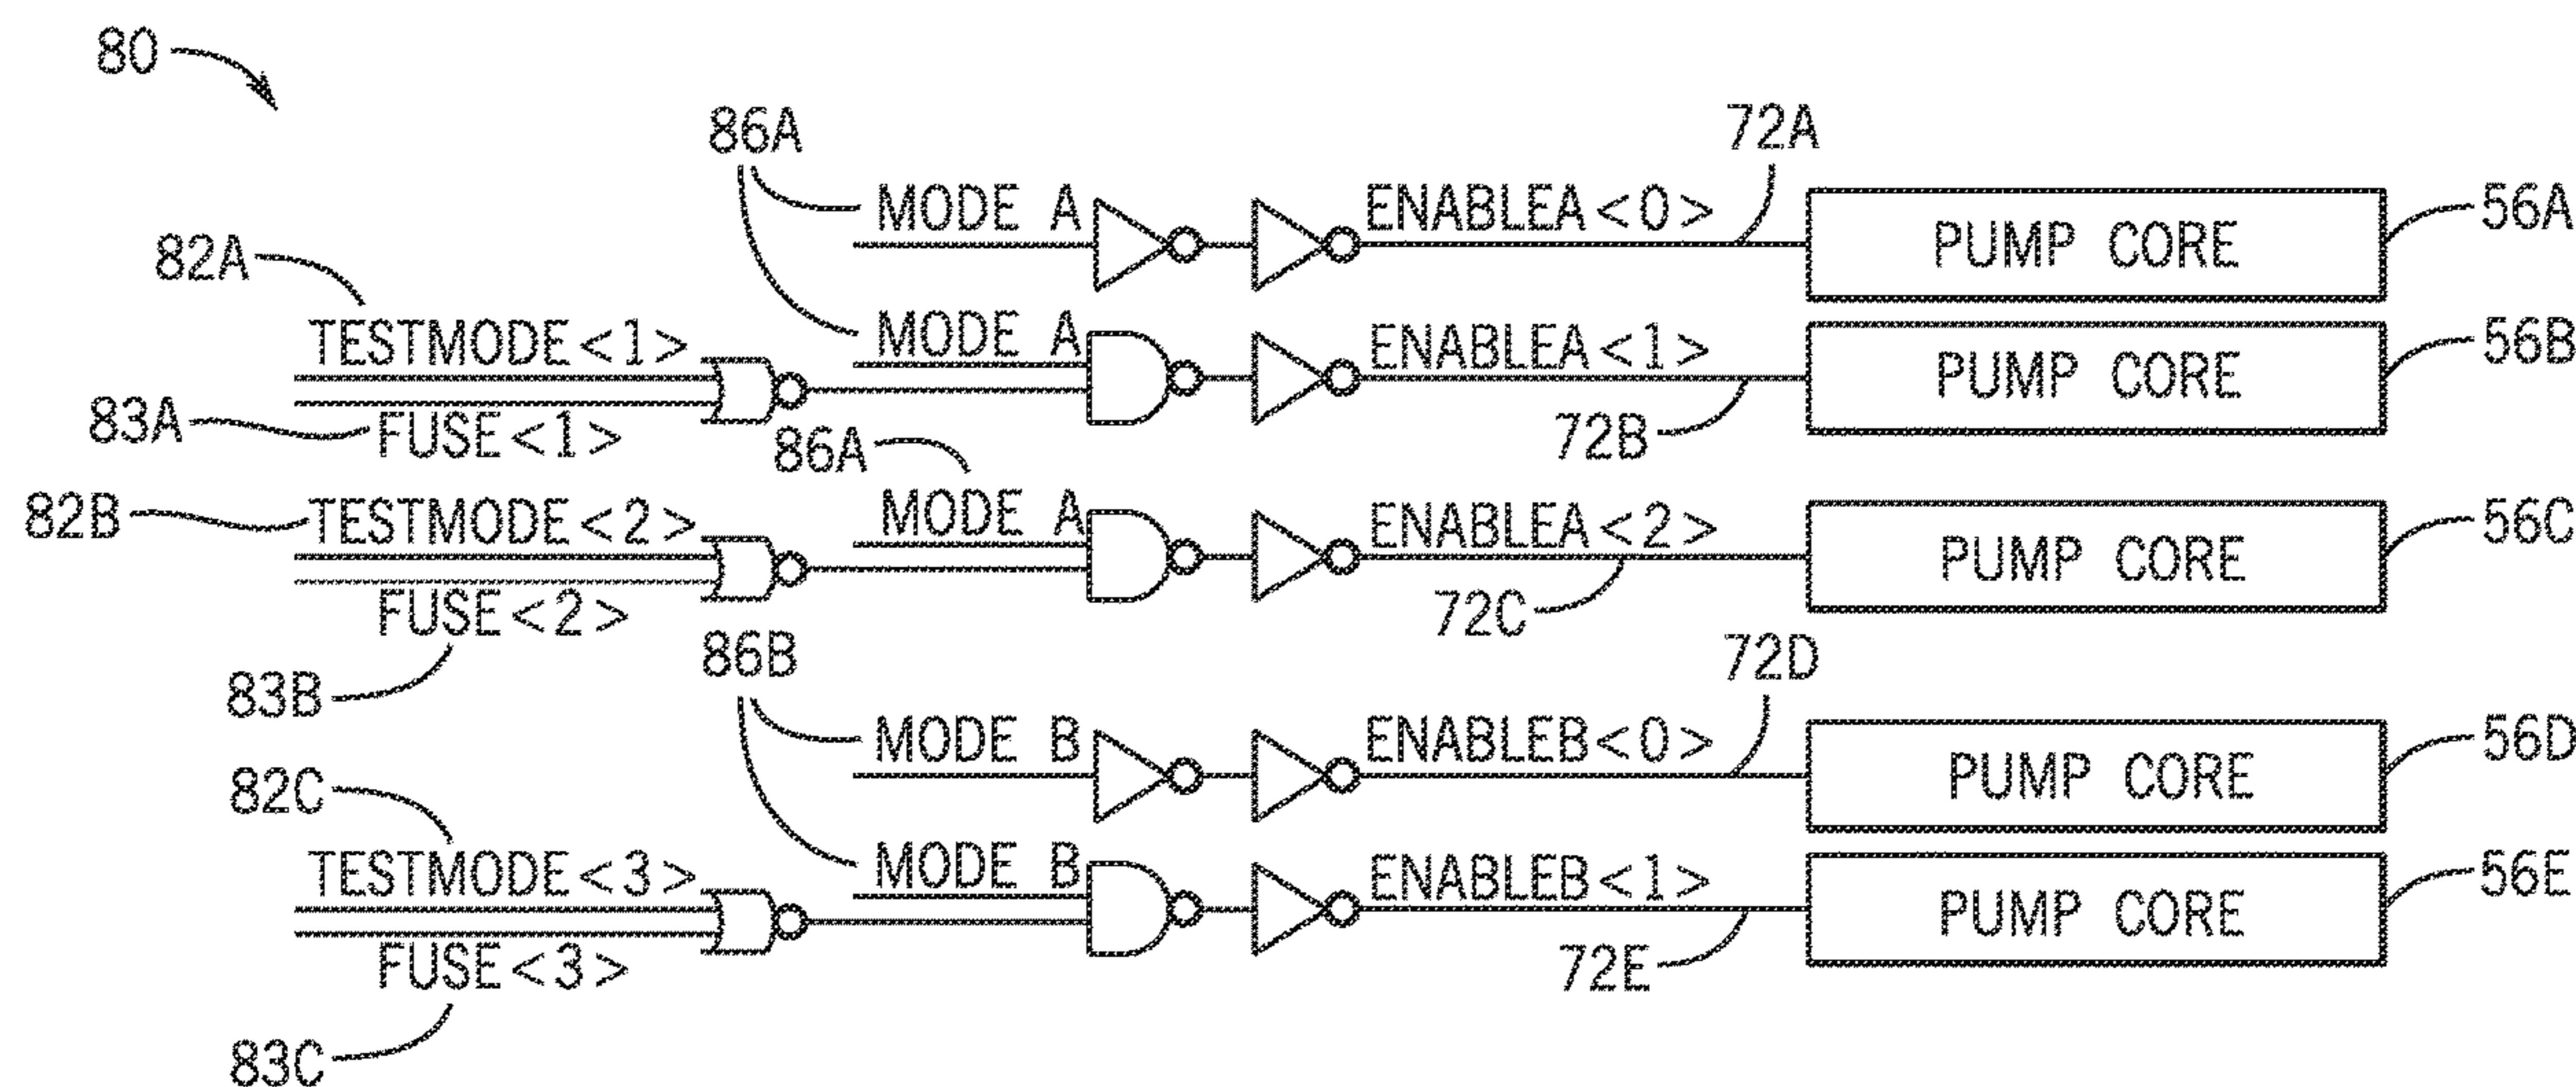 80
86A
72A
MODE A
ENABLEA<0>
PUMP CORE
56A
82A
TESTMODE<1>
MODE A
ENABLEA<1>
PUMP CORE
56B
83A
FUSE<1>
72B
86A
82B
TESTMODE<2>
MODE A
ENABLEA<2>
PUMP CORE
56C
FUSE<2>
72C
83B
86B
72D
MODE B
ENABLEB<0>
PUMP CORE
56D
82C
TESTMODE<3>
MODE B
ENABLEB<1>
PUMP CORE
56E
FUSE<3>
72E
83C